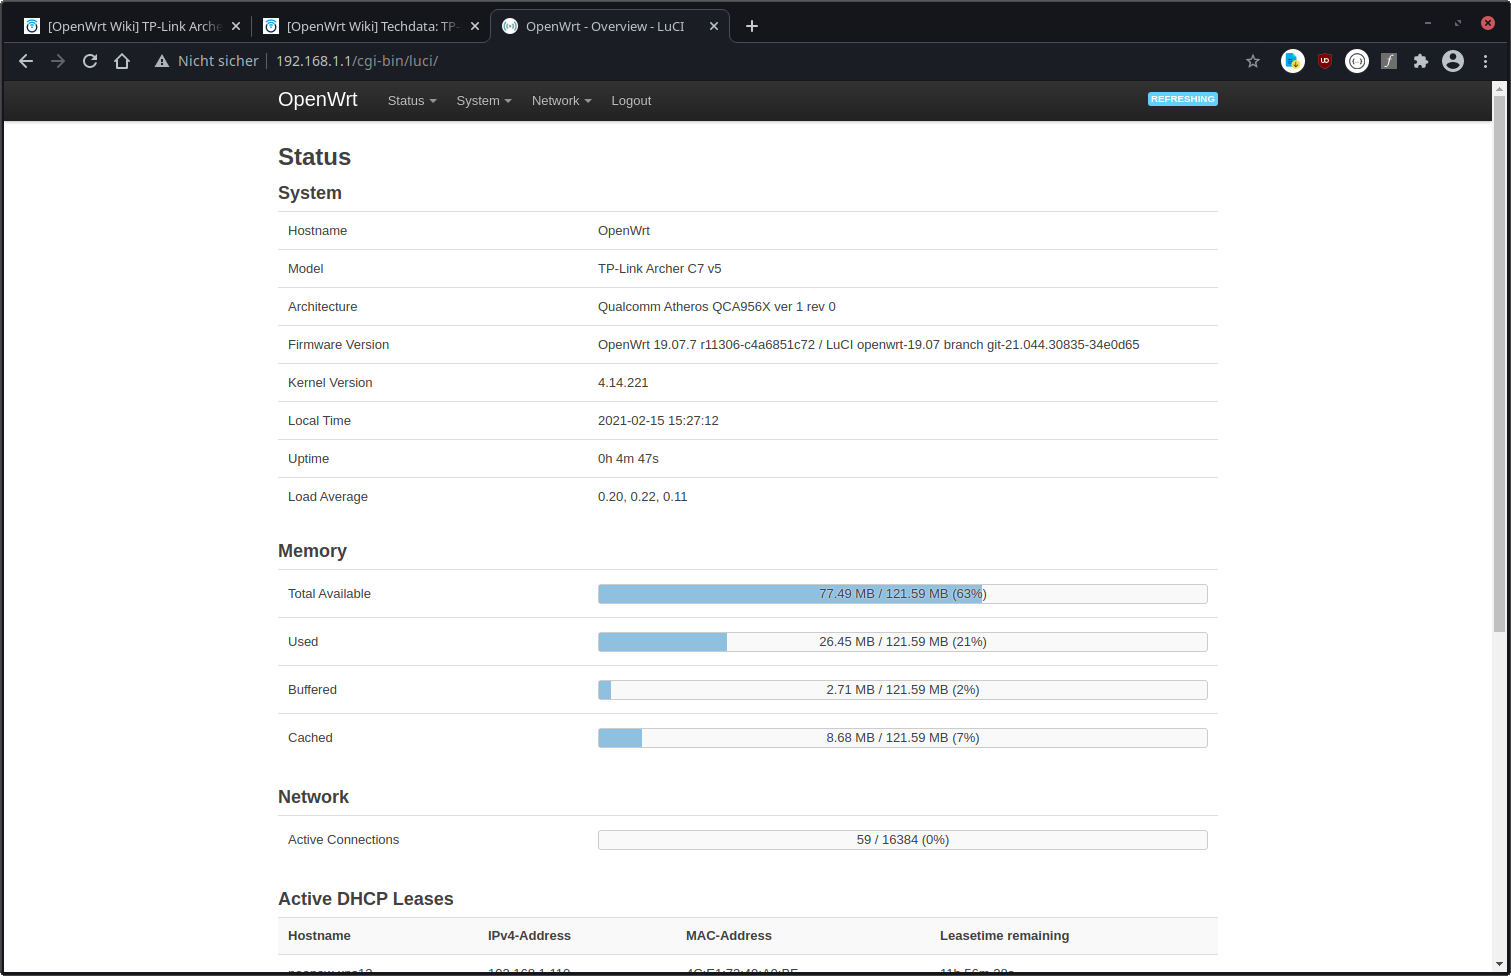 [OpenWrt Wiki] TP-Link Arche
[OpenWrt Wiki] Techdata: TP-
OpenWrt - Overview - LuCI
Nicht sicher
192.168.1.1/cgi-bin/luci/
OpenWrt Status System Network Logout REFRESHING
Status
System
Hostname OpenWrt
Model TP-Link Archer C7 v5
Architecture Qualcomm Atheros QCA956X ver 1 rev 0
Firmware Version OpenWrt 19.07.7 r11306-c4a6851c72 / LuCI openwrt-19.07 branch git-21.044.30835-34e0d65
Kernel Version 4.14.221
Local Time 2021-02-15 15:27:12
Uptime 0h 4m 47s
Load Average 0.20, 0.22, 0.11
Memory
Total Available 77.49 MB / 121.59 MB (63%)
Used 26.45 MB / 121.59 MB (21%)
Buffered 2.71 MB / 121.59 MB (2%)
Cached 8.68 MB / 121.59 MB (7%)
Network
Active Connections 59 / 16384 (0%)
Active DHCP Leases
Hostname IPv4-Address MAC-Address Leasetime remaining